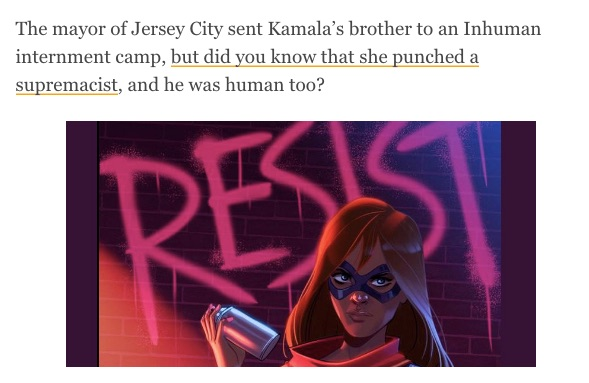 The mayor of Jersey City sent Kamala’s brother to an Inhuman
internment camp, but did you know that she punched a
supremacist, and he was human too?
RESIST